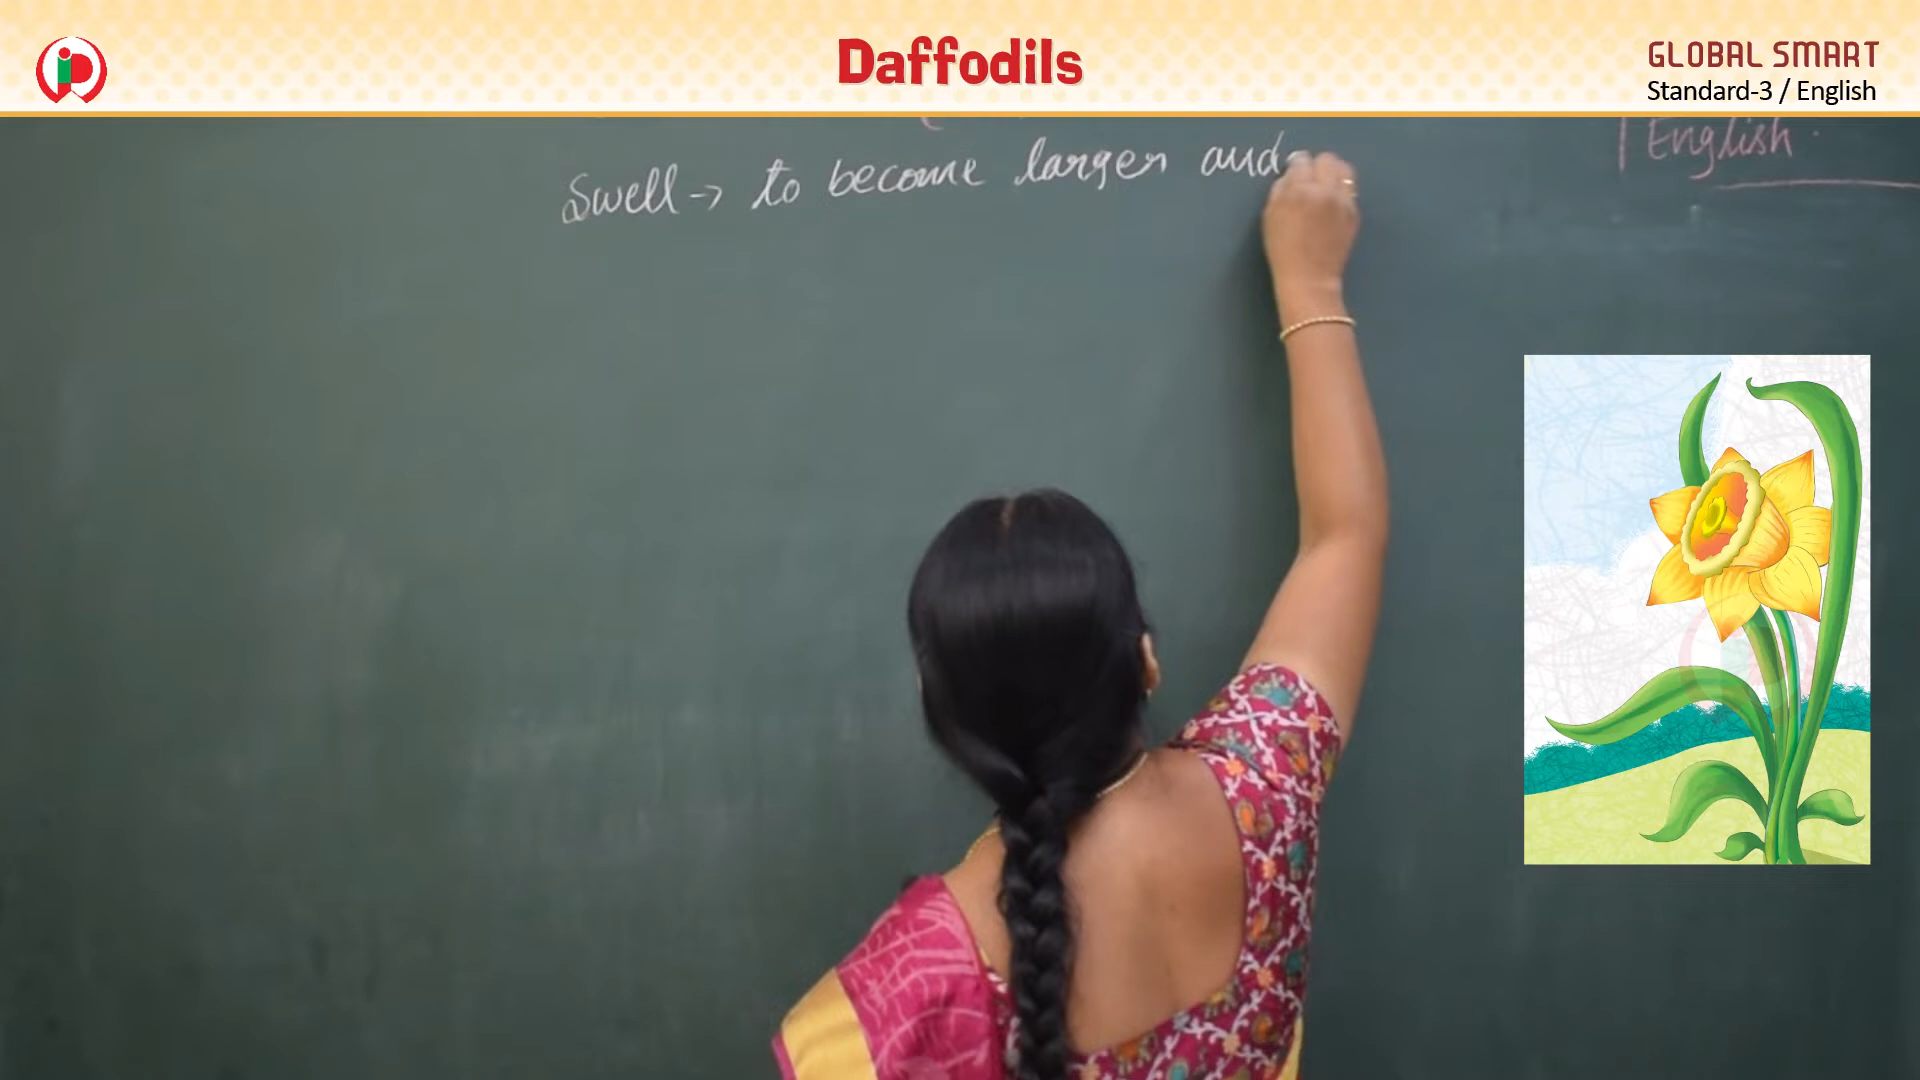 Daffodils
GLOBAL SMART
Standard-3 / English
English
Swell → to become larger and